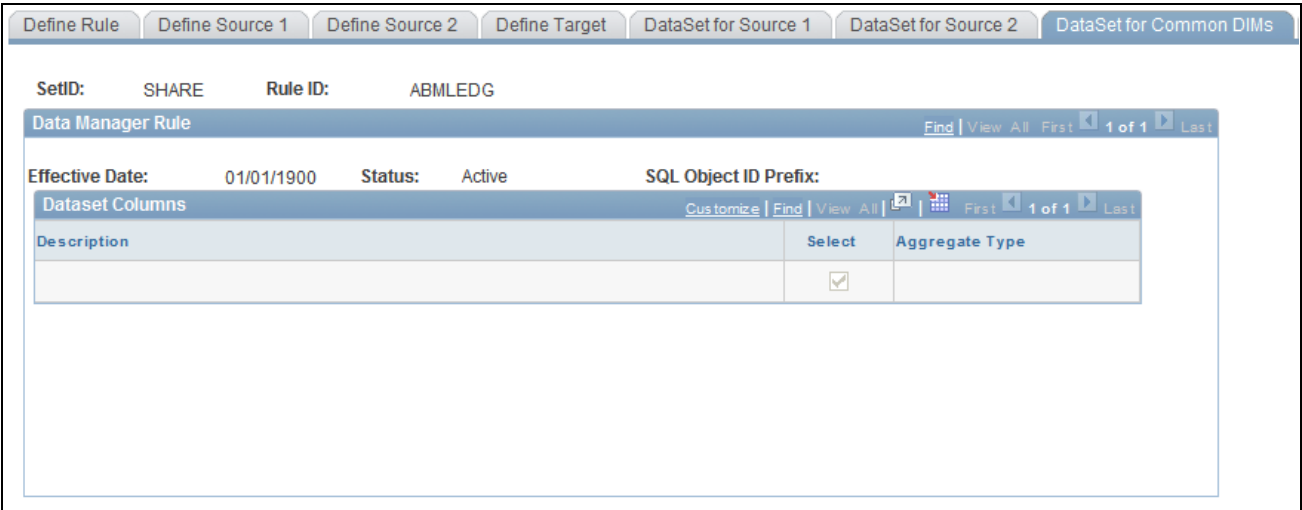 Define Rule Define Source 1 Define Source 2 Define Target DataSet for Source 1 DataSet for Source 2 DataSet for Common DIMs
SetID: SHARE Rule ID: ABMLEDG
Data Manager Rule Find | View All First 1 of 1 Last
Effective Date: 01/01/1900 Status: Active SQL Object ID Prefix:
Dataset Columns Customize | Find | View All | | First 1 of 1 Last
Description Select Aggregate Type